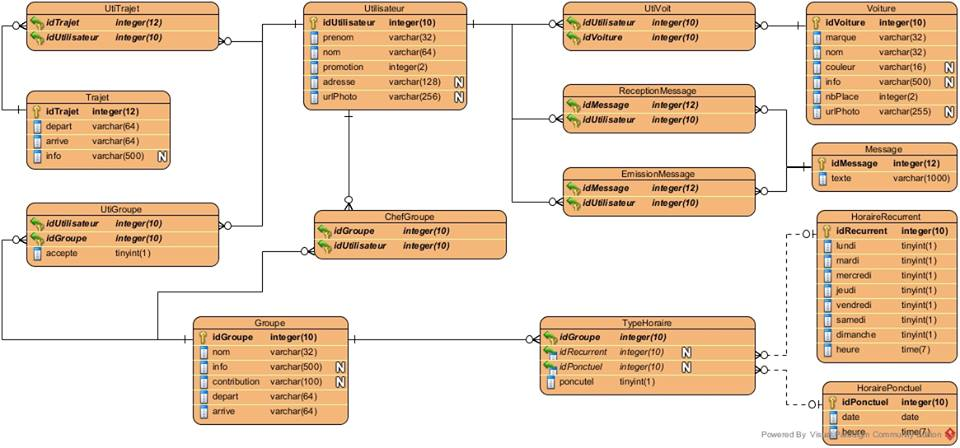 UtiTrajet
idTrajet integer(12)
idUtilisateur integer(10)
Utilisateur
idUtilisateur integer(10)
prenom varchar(32)
nom varchar(64)
promotion integer(2)
adresse varchar(128) N
urlPhoto varchar(256) N
UtiVoit
idUtilisateur integer(10)
idVoiture integer(10)
Voiture
idVoiture integer(10)
marque varchar(32)
nom varchar(32)
couleur varchar(16) N
info varchar(500) N
nbPlace integer(2)
urlPhoto varchar(255) N
Trajet
idTrajet integer(12)
depart varchar(64)
arrive varchar(64)
info varchar(500) N
ReceptionMessage
idMessage integer(12)
idUtilisateur integer(10)
Message
idMessage integer(12)
texte varchar(1000)
EmissionMessage
idMessage integer(12)
idUtilisateur integer(10)
UtiGroupe
idUtilisateur integer(10)
idGroupe integer(10)
accepte tinyint(1)
ChefGroupe
idGroupe integer(10)
idUtilisateur integer(10)
HoraireRecurrent
idRecurrent integer(10)
lundi tinyint(1)
mardi tinyint(1)
mercredi tinyint(1)
jeudi tinyint(1)
vendredi tinyint(1)
samedi tinyint(1)
dimanche tinyint(1)
heure time(7)
Groupe
idGroupe integer(10)
nom varchar(32)
info varchar(500) N
contribution varchar(100) N
depart varchar(64)
arrive varchar(64)
TypeHoraire
idGroupe integer(10)
idRecurrent integer(10) N
idPonctuel integer(10) N
poncutel tinyint(1)
HorairePonctuel
idPonctuel integer(10)
date date
heure time(7)
Powered By Visual Paradigm Community Edition